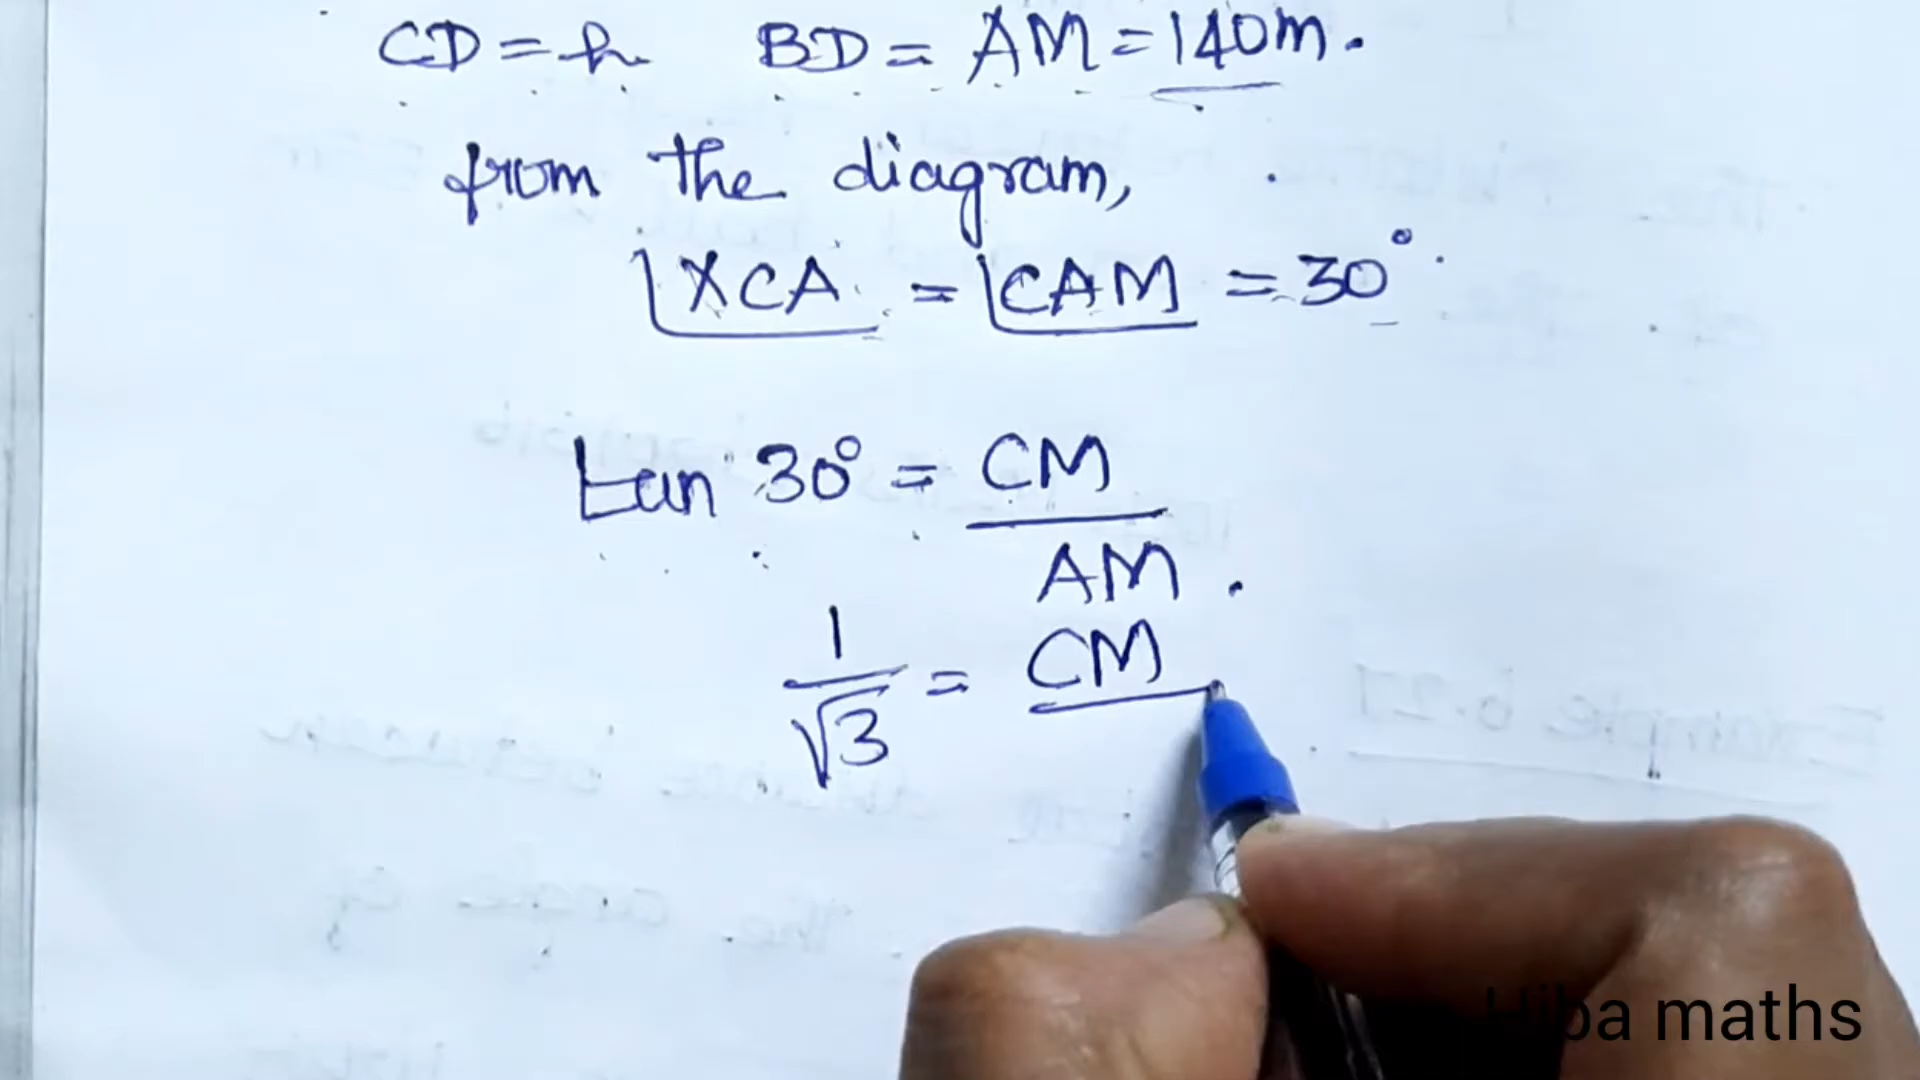 CD = h BD = AM = 140m.
from the diagram,
∠XCA = ∠CAM = 30°
tan 30° = CM / AM.
1 / √3 = CM
Hiba maths